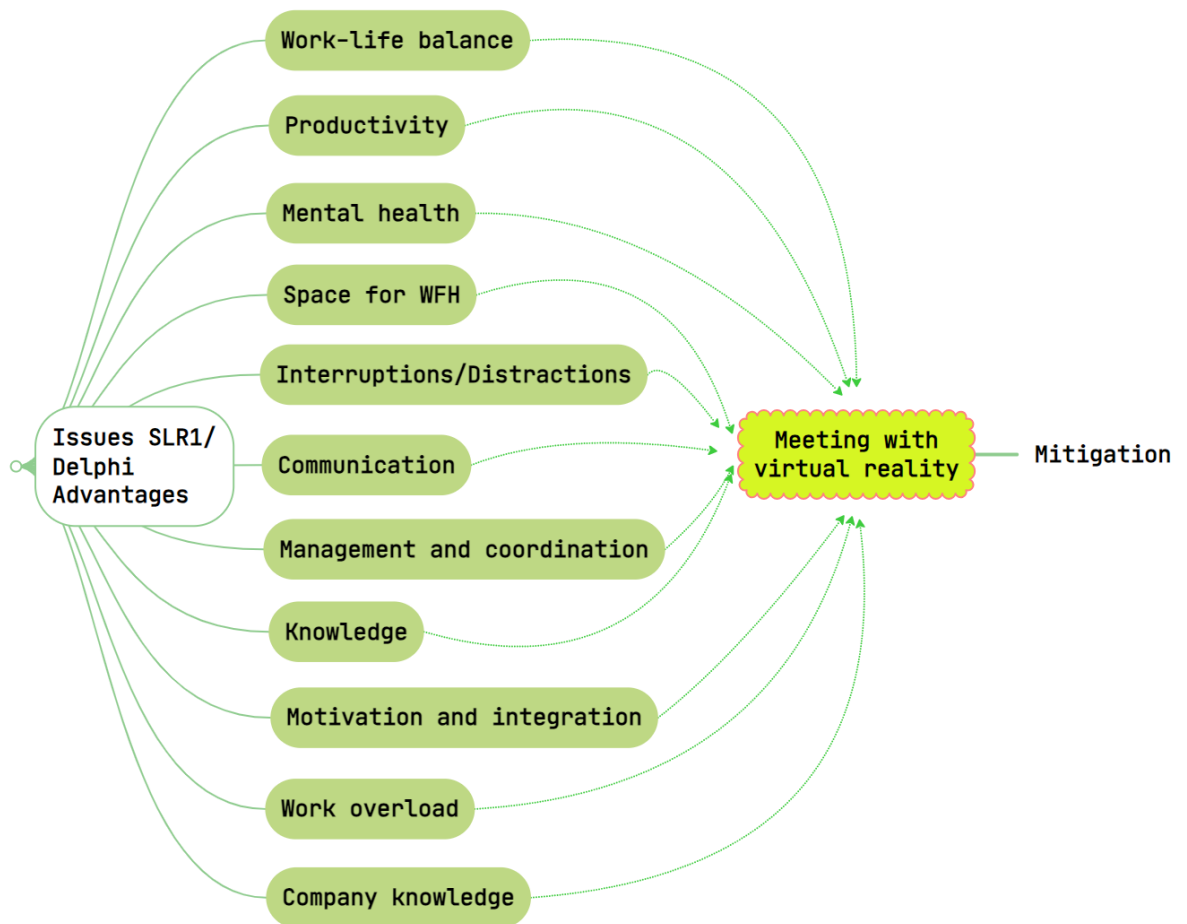 Work-life balance
Productivity
Mental health
Space for WFH
Interruptions/Distractions
Issues SLR1/
Delphi
Advantages
Communication
Management and coordination
Knowledge
Motivation and integration
Work overload
Company knowledge
Meeting with
virtual reality
Mitigation